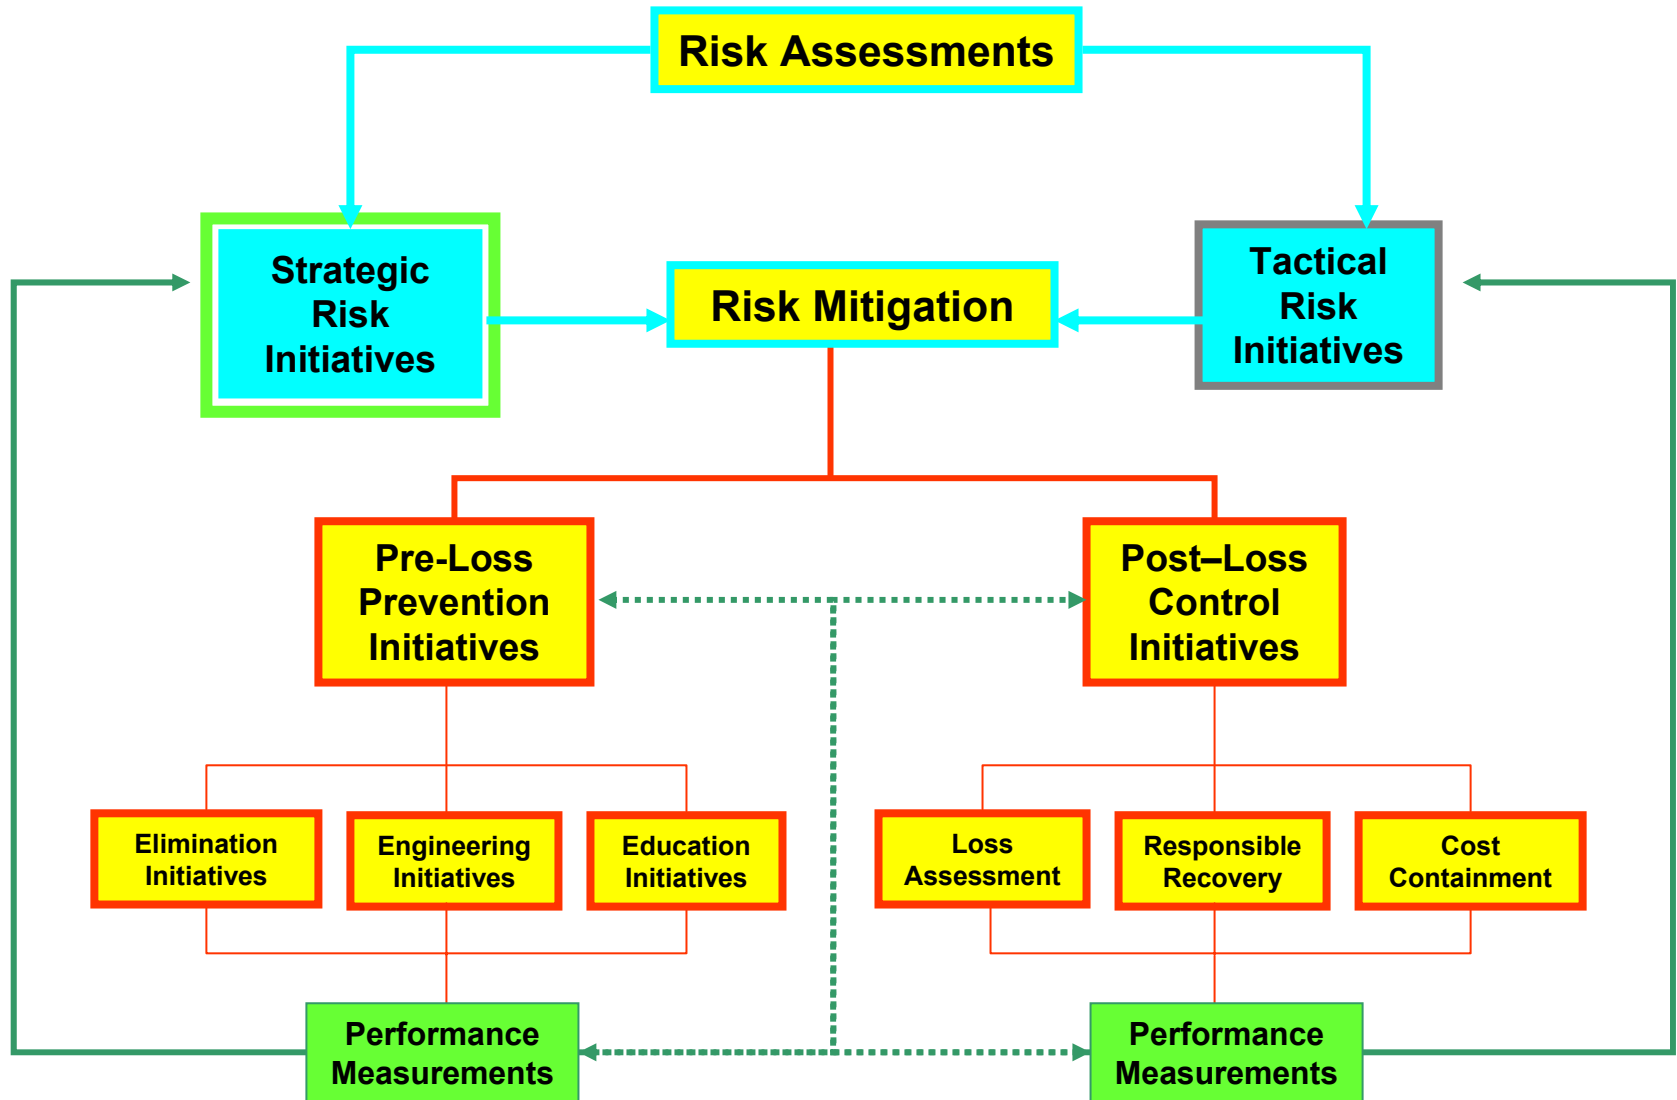 Risk Assessments
Strategic
Risk
Initiatives
Risk Mitigation
Tactical
Risk
Initiatives
Pre-Loss
Prevention
Initiatives
Post–Loss
Control
Initiatives
Elimination
Initiatives
Engineering
Initiatives
Education
Initiatives
Loss
Assessment
Responsible
Recovery
Cost
Containment
Performance
Measurements
Performance
Measurements